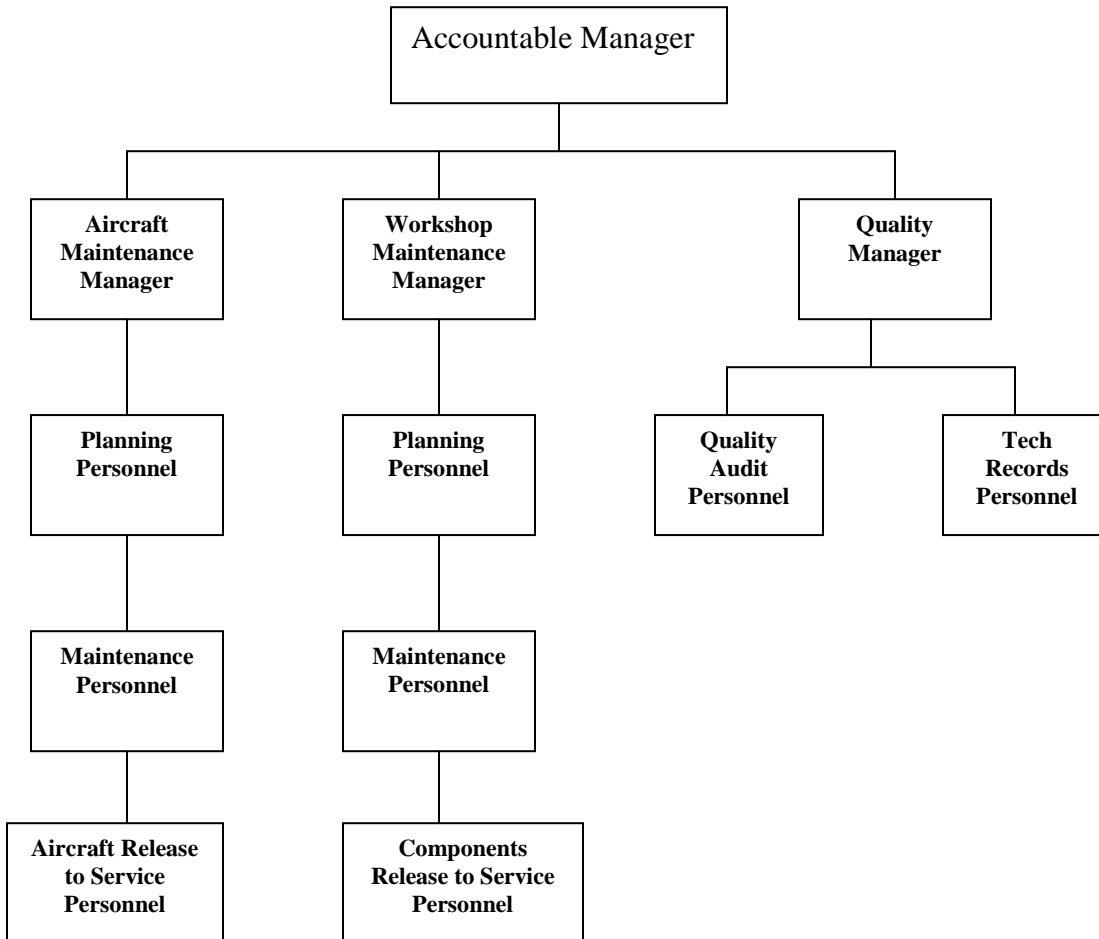 Accountable Manager
Aircraft
Maintenance
Manager
Workshop
Maintenance
Manager
Quality
Manager
Planning
Personnel
Planning
Personnel
Quality
Audit
Personnel
Tech
Records
Personnel
Maintenance
Personnel
Maintenance
Personnel
Aircraft Release
to Service
Personnel
Components
Release to Service
Personnel